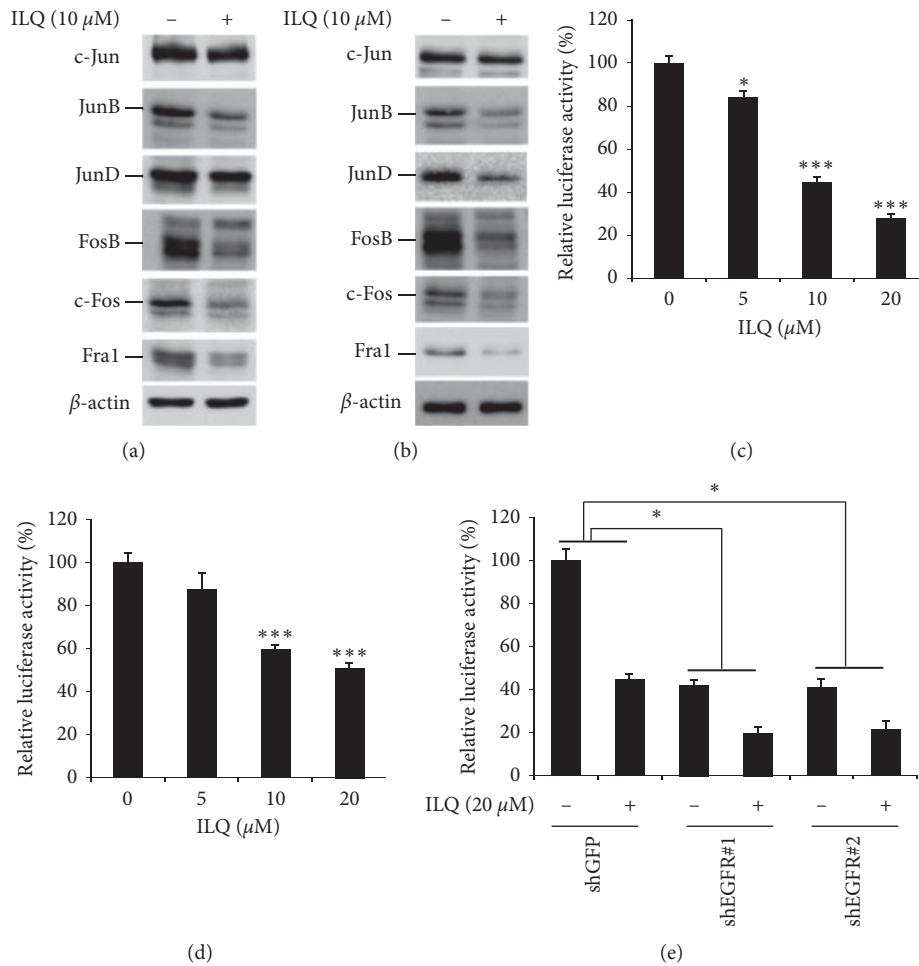 ILQ (10 μM) – +
c-Jun
JunB
JunD
FosB
c-Fos
Fra1
β-actin
(a)
ILQ (10 μM) – +
c-Jun
JunB
JunD
FosB
c-Fos
Fra1
β-actin
(b)
Relative luciferase activity (%)
120
100
80
60
40
20
0
*
***
***
0 5 10 20
ILQ (μM)
(c)
Relative luciferase activity (%)
120
100
80
60
40
20
0
***
***
0 5 10 20
ILQ (μM)
(d)
Relative luciferase activity (%)
120
100
80
60
40
20
0
*
*
ILQ (20 μM) – + – + – +
shGFP
shEGFR#1
shEGFR#2
(e)